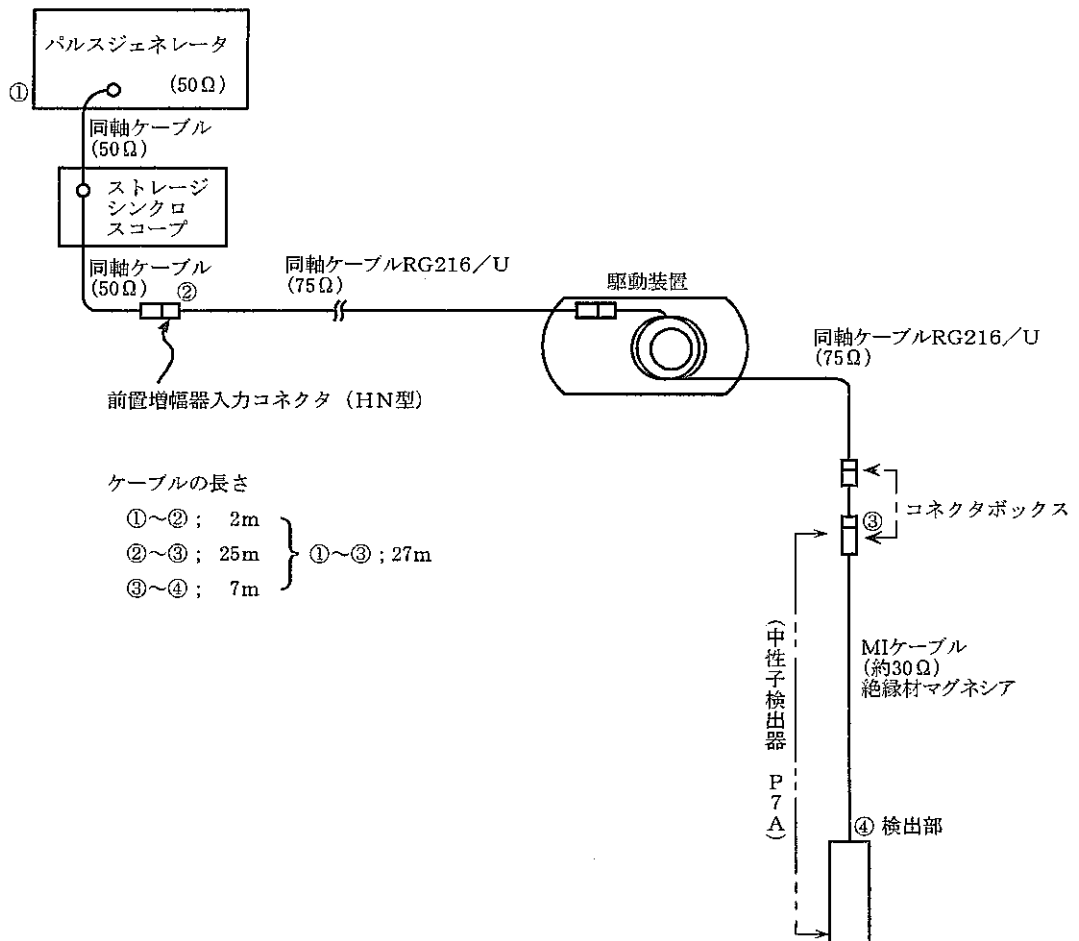 パルスジェネレータ
(50Ω)
①
同軸ケーブル
(50Ω)
ストレージ
シンクロ
スコープ
同軸ケーブル
(50Ω)
②
同軸ケーブルRG216／U
(75Ω)
駆動装置
同軸ケーブルRG216／U
(75Ω)
前置増幅器入力コネクタ（HN型）
ケーブルの長さ
①～②； 2m
②～③； 25m
③～④； 7m
①～③；27m
③
コネクタボックス
(中性子検出器 P7A)
MIケーブル
(約30Ω)
絶縁材マグネシア
④ 検出部